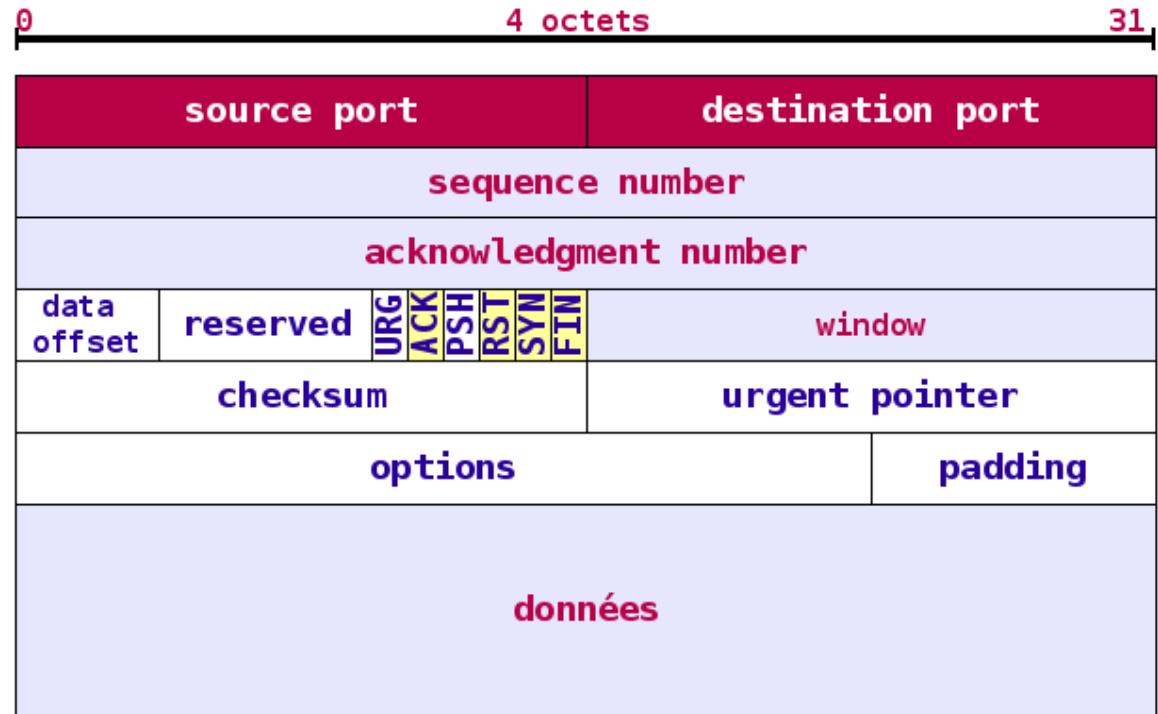 0 4 octets 31
source port destination port
sequence number
acknowledgment number
data offset reserved URG ACK PSH RST SYN FIN window
checksum urgent pointer
options padding
données